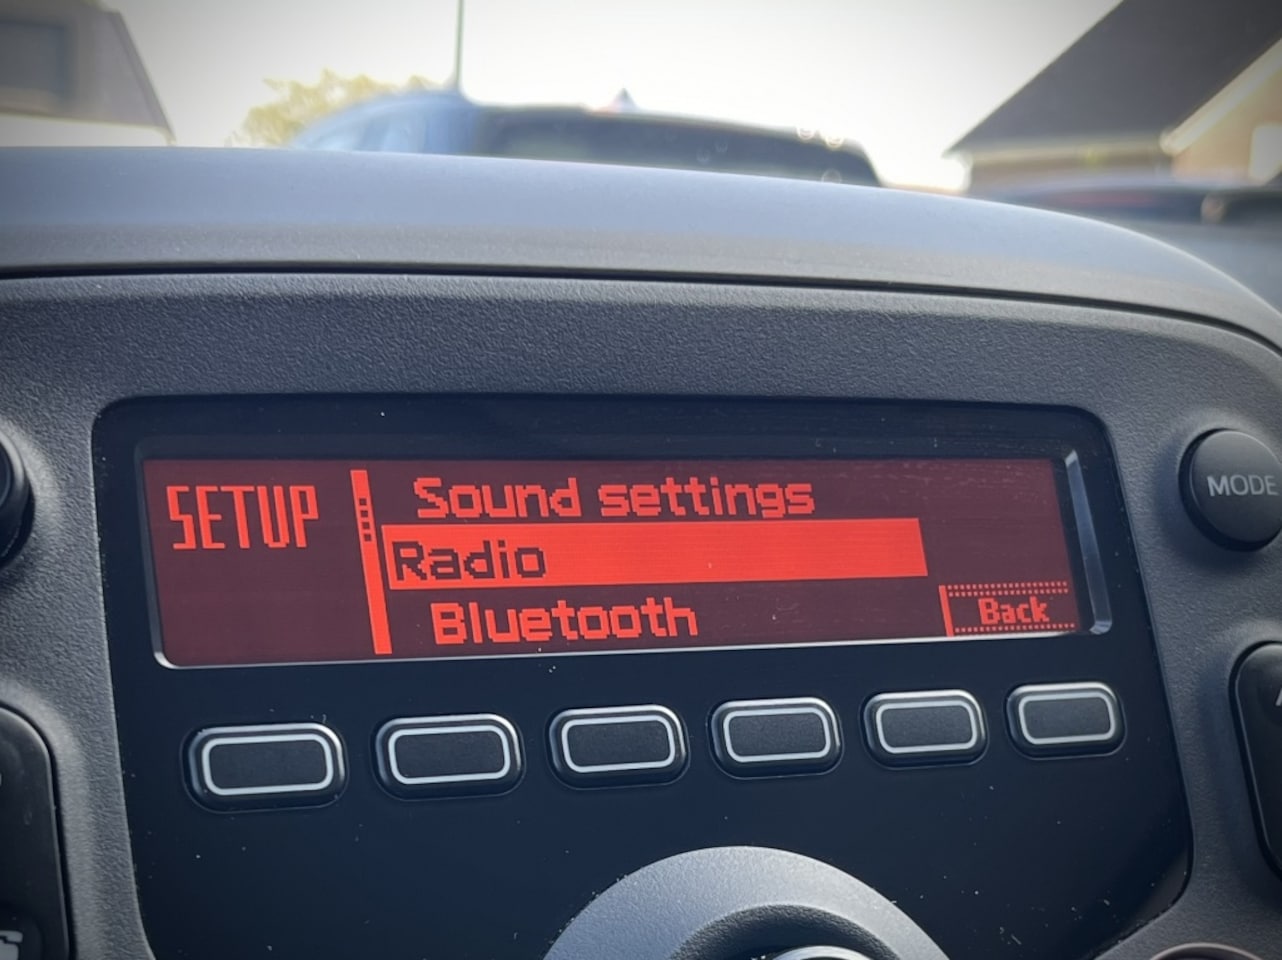 SETUP
Sound settings
Radio
Bluetooth
Back
MODE